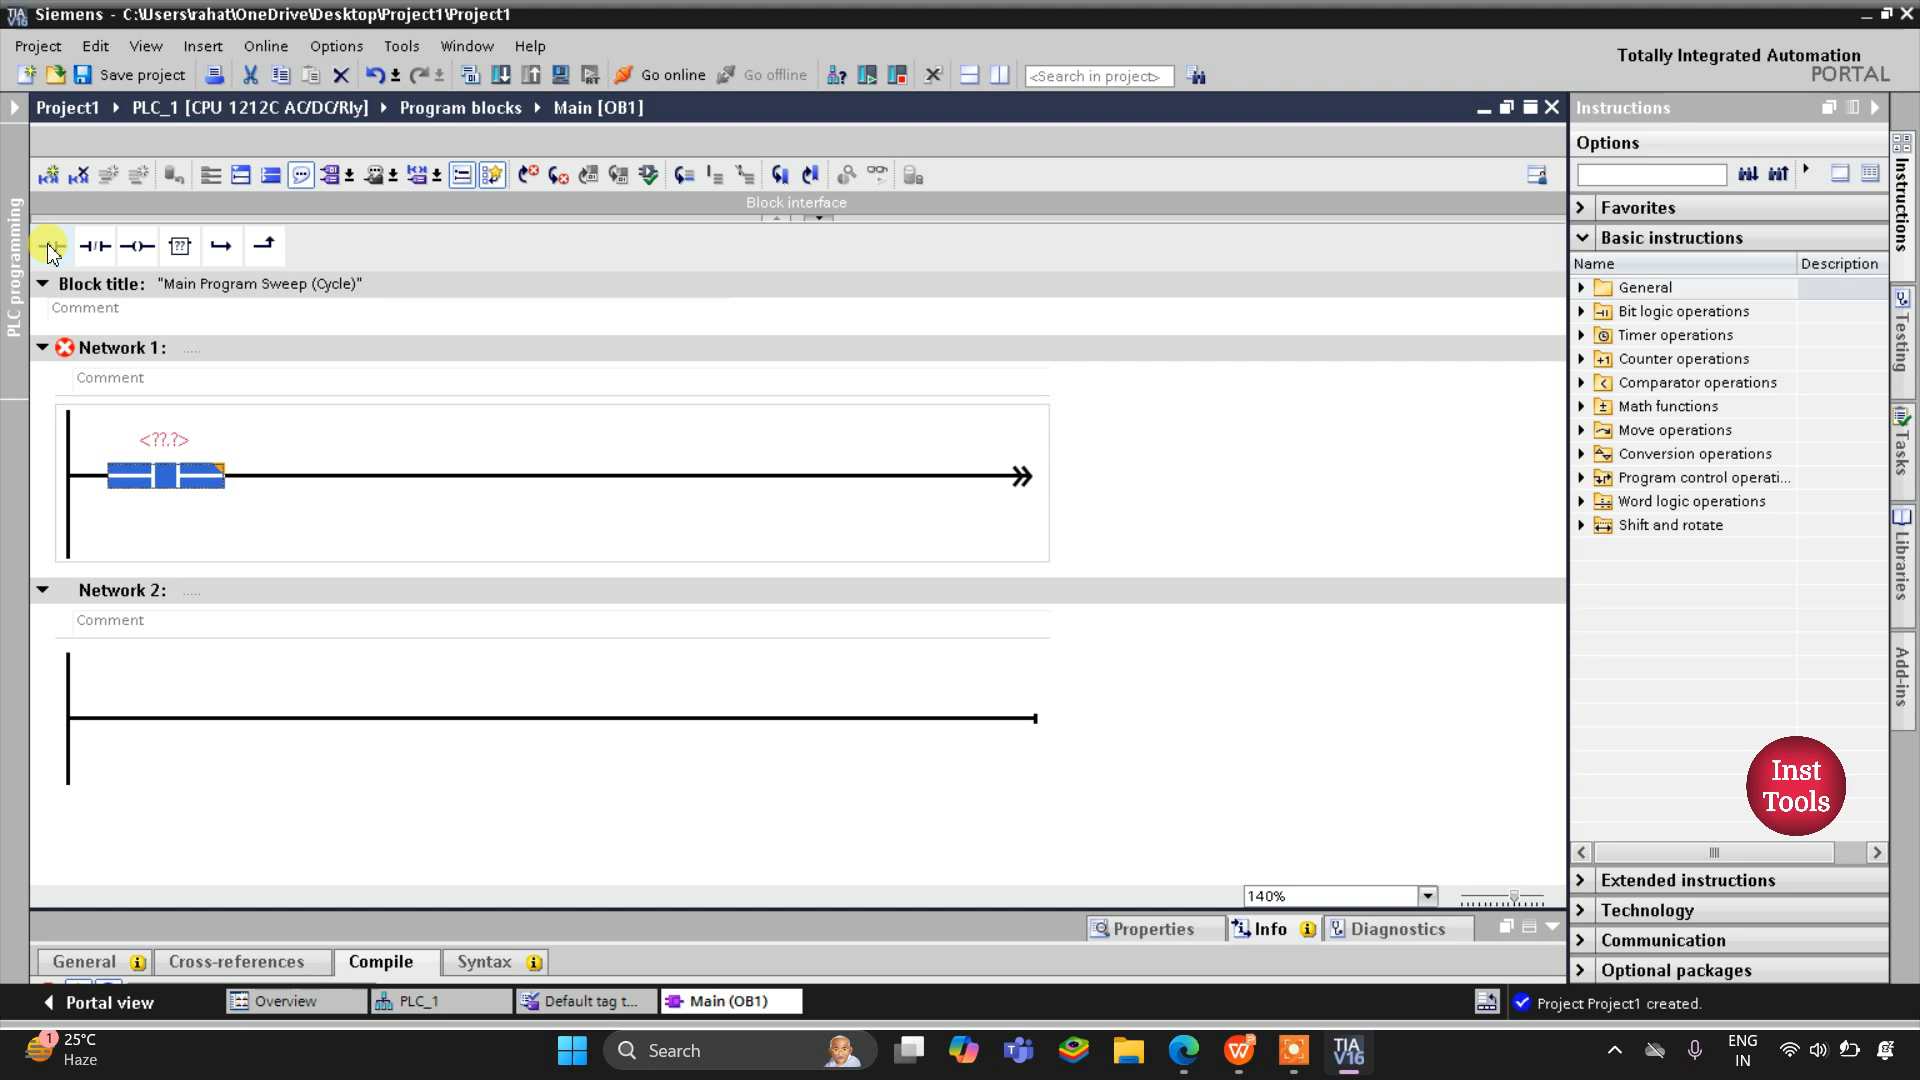 Siemens - C:\Users\rahat\OneDrive\Desktop\Project1\Project1
Project Edit View Insert Online Options Tools Window Help
Totally Integrated Automation
PORTAL
Save project Go online Go offline <Search in project>
Project1 PLC_1 [CPU 1212C AC/DC/Rly] Program blocks Main [OB1]
Instructions
Options
Block interface
PLC programming
??
Block title: "Main Program Sweep (Cycle)"
Comment
Network 1: .....
Comment
<??.?>
Network 2: .....
Comment
140%
Favorites
Basic instructions
Name Description
General
Bit logic operations
Timer operations
Counter operations
Comparator operations
Math functions
Move operations
Conversion operations
Program control operati...
Word logic operations
Shift and rotate
Inst
Tools
Extended instructions
Technology
Communication
Optional packages
Instructions
Testing
Tasks
Libraries
Add-ins
Properties Info Diagnostics
General Cross-references Compile Syntax
Portal view Overview PLC_1 Default tag t... Main (OB1) Project Project1 created.
1 25°C
Haze
Search
TIA
V16
ENG
IN